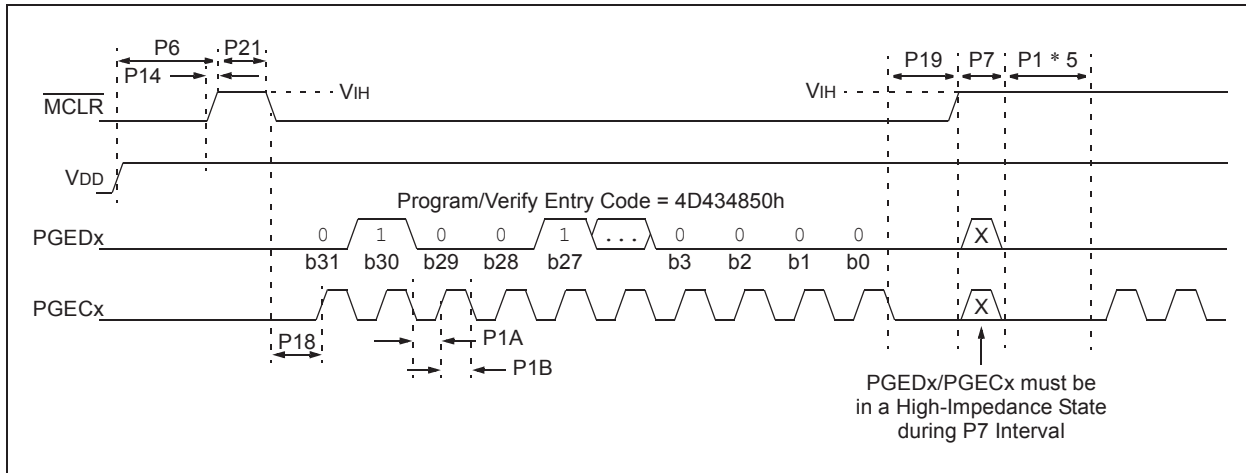 P6 P21 P19 P7 P1 * 5
P14
VIH VIH
MCLR
VDD
Program/Verify Entry Code = 4D434850h
PGEDx 0 1 0 0 1 ... 0 0 0 0 X
b31 b30 b29 b28 b27 b3 b2 b1 b0
PGECx X
P18 P1A
P1B
PGEDx/PGECx must be
in a High-Impedance State
during P7 Interval